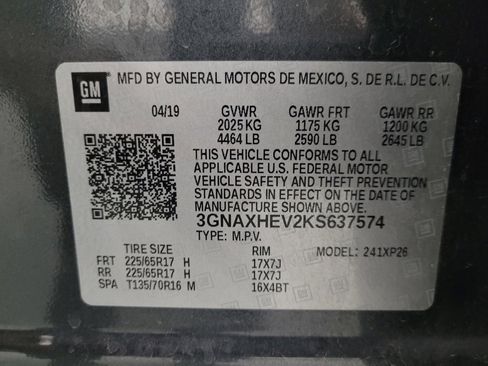 GM
MFD BY GENERAL MOTORS DE MEXICO, S. DE R.L. DE C.V.
04/19 GVWR GAWR FRT GAWR RR
2025 KG 1175 KG 1200 KG
4464 LB 2590 LB 2645 LB
THIS VEHICLE CONFORMS TO ALL
APPLICABLE U.S. FEDERAL MOTOR
VEHICLE SAFETY AND THEFT PREVENTION
STANDARDS IN EFFECT ON THE DATE OF
MANUFACTURE SHOWN ABOVE.
3GNAXHEV2KS637574
TYPE: M.P.V. MODEL: 241XP26
TIRE SIZE RIM
FRT 225/65R17 H 17X7J
RR 225/65R17 H 17X7J
SPA T135/70R16 M 16X4BT